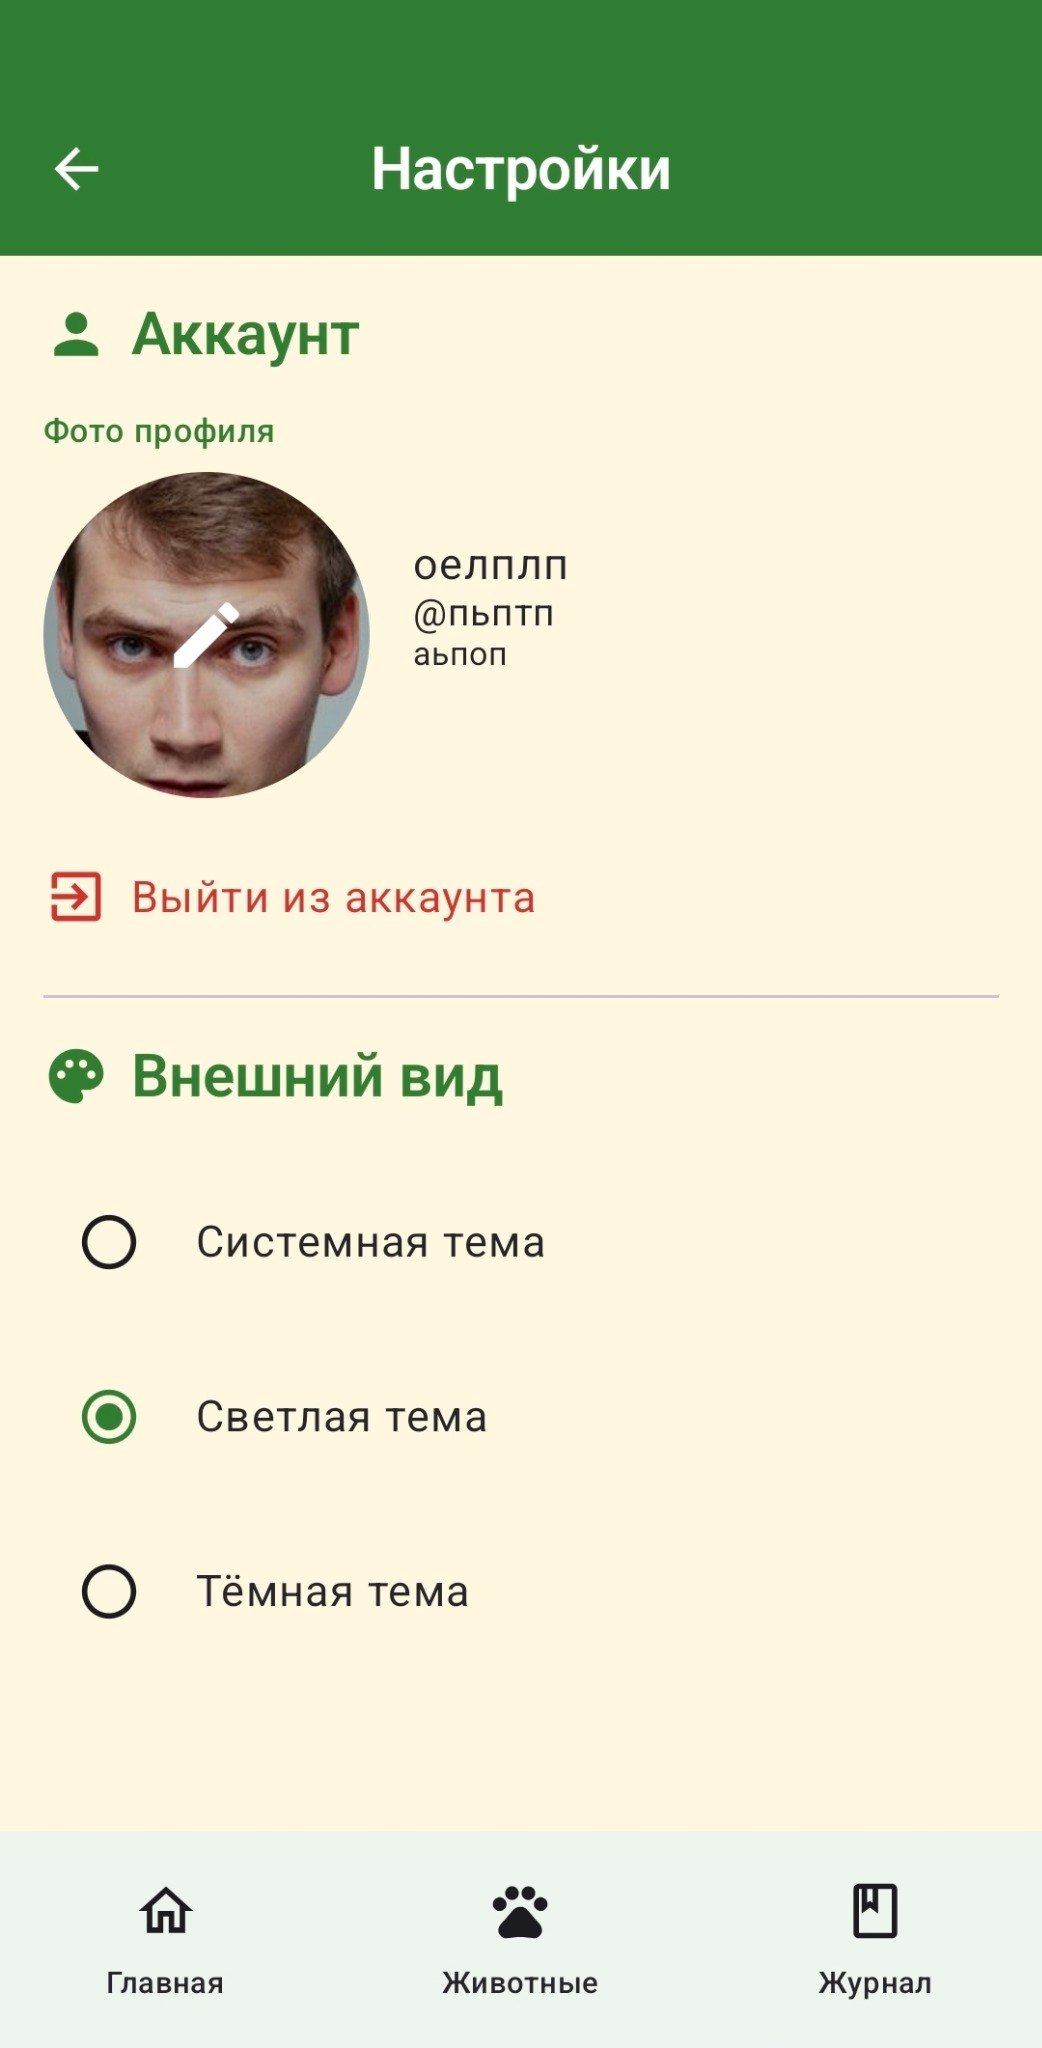 Настройки
Аккаунт
Фото профиля
оелплп
@пьптп
аьпоп
Выйти из аккаунта
Внешний вид
Системная тема
Светлая тема
Тёмная тема
Главная
Животные
Журнал